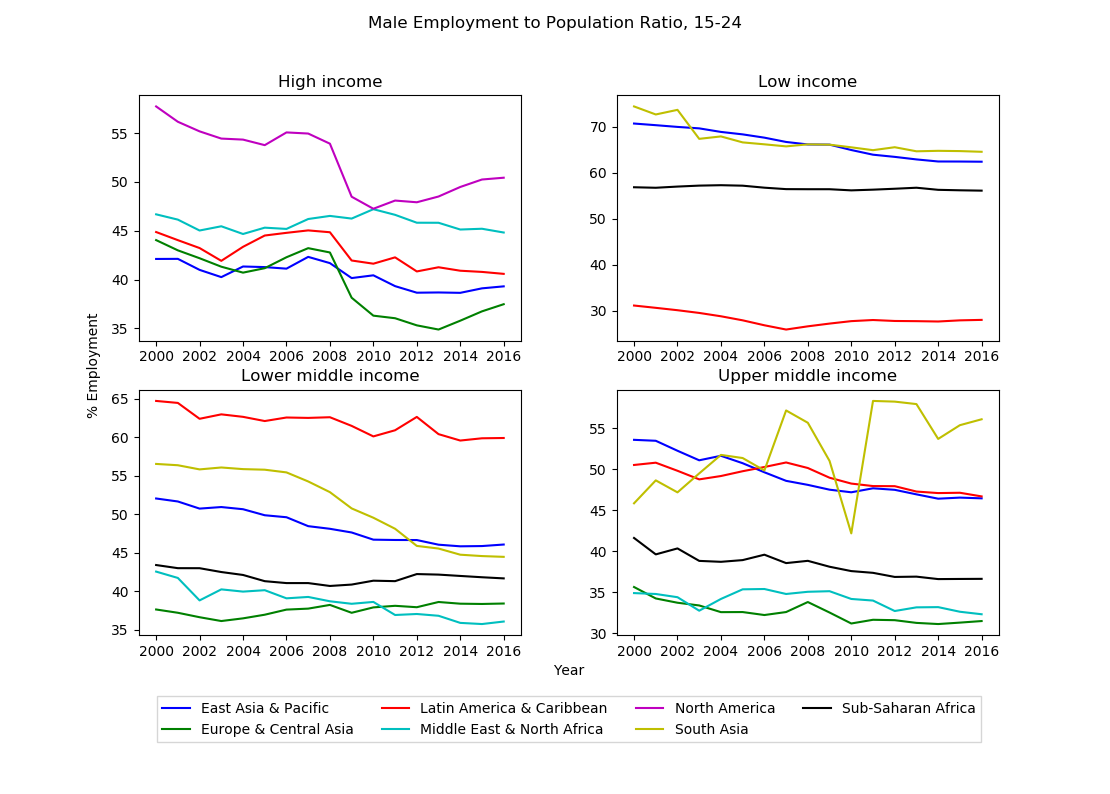 Male Employment to Population Ratio, 15-24
High income
55
50
45
40
35
2000 2002 2004 2006 2008 2010 2012 2014 2016
Low income
70
60
50
40
30
2000 2002 2004 2006 2008 2010 2012 2014 2016
% Employment
Lower middle income
65
60
55
50
45
40
35
2000 2002 2004 2006 2008 2010 2012 2014 2016
Upper middle income
55
50
45
40
35
30
2000 2002 2004 2006 2008 2010 2012 2014 2016
Year
East Asia & Pacific
Europe & Central Asia
Latin America & Caribbean
Middle East & North Africa
North America
South Asia
Sub-Saharan Africa